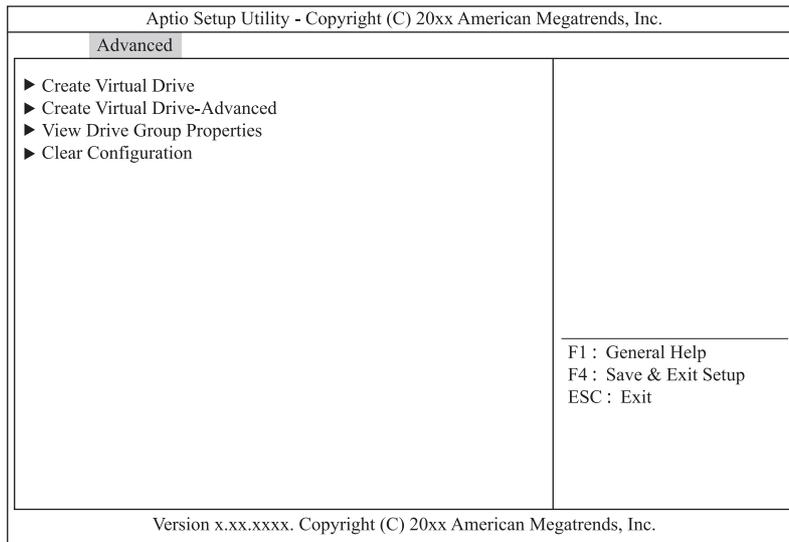 Aptio Setup Utility - Copyright (C) 20xx American Megatrends, Inc.
Advanced
▶ Create Virtual Drive
▶ Create Virtual Drive-Advanced
▶ View Drive Group Properties
▶ Clear Configuration
F1 : General Help
F4 : Save & Exit Setup
ESC : Exit
Version x.xx.xxxx. Copyright (C) 20xx American Megatrends, Inc.